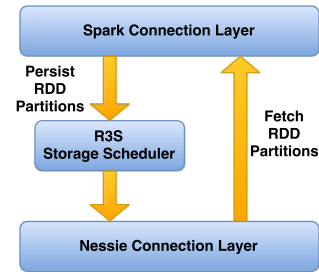 Spark Connection Layer
Persist
RDD
Partitions
R3S
Storage Scheduler
Fetch
RDD
Partitions
Nessie Connection Layer